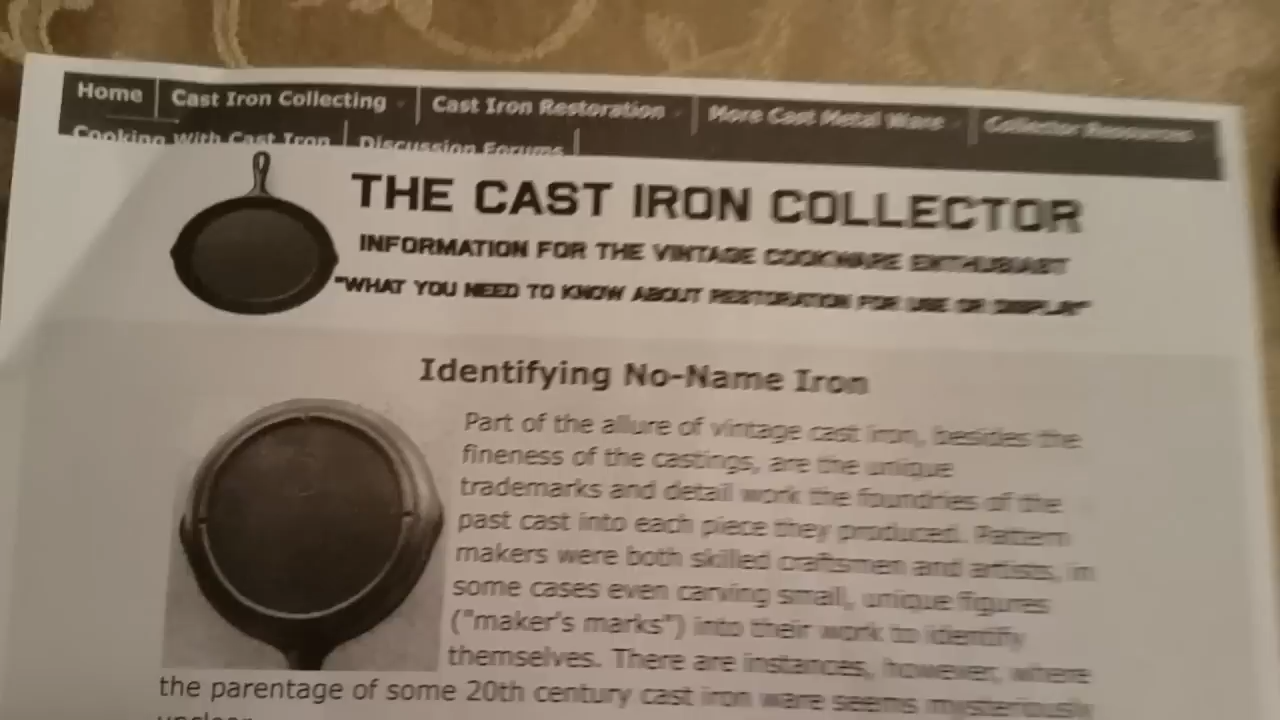 Home Cast Iron Collecting Cast Iron Restoration More Cast Metal Ware Collector Resources
Cooking With Cast Iron Discussion Forums
THE CAST IRON COLLECTOR
INFORMATION FOR THE VINTAGE COOKWARE ENTHUSIAST
"WHAT YOU NEED TO KNOW ABOUT RESTORATION FOR USE OR DISPLAY"
Identifying No-Name Iron
Part of the allure of vintage cast iron, besides the
fineness of the castings, are the unique
trademarks and detail work the foundries of the
past cast into each piece they produced. Pattern
makers were both skilled craftsmen and artists, in
some cases even carving small, unique figures
("maker's marks") into their work to identify
themselves. There are instances, however, where
the parentage of some 20th century cast iron ware seems mysteriously
unclear.